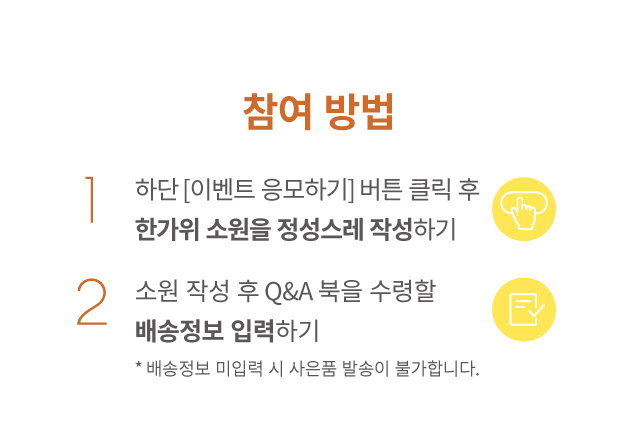 참여 방법
1 하단 [이벤트 응모하기] 버튼 클릭 후
한가위 소원을 정성스레 작성하기
2 소원 작성 후 Q&A 북을 수령할
배송정보 입력하기
* 배송정보 미입력 시 사은품 발송이 불가합니다.